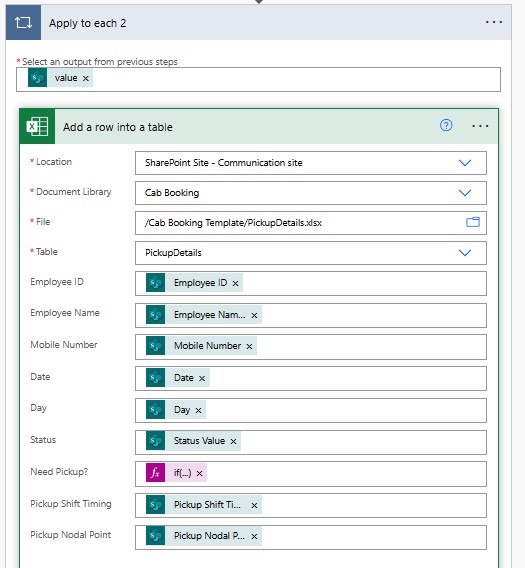 Apply to each 2
* Select an output from previous steps
value ×
Add a row into a table
* Location
SharePoint Site - Communication site
* Document Library
Cab Booking
* File
/Cab Booking Template/PickupDetails.xlsx
* Table
PickupDetails
Employee ID
Employee ID ×
Employee Name
Employee Nam... ×
Mobile Number
Mobile Number ×
Date
Date ×
Day
Day ×
Status
Status Value ×
Need Pickup?
fx if(...) ×
Pickup Shift Timing
Pickup Shift Ti... ×
Pickup Nodal Point
Pickup Nodal P... ×